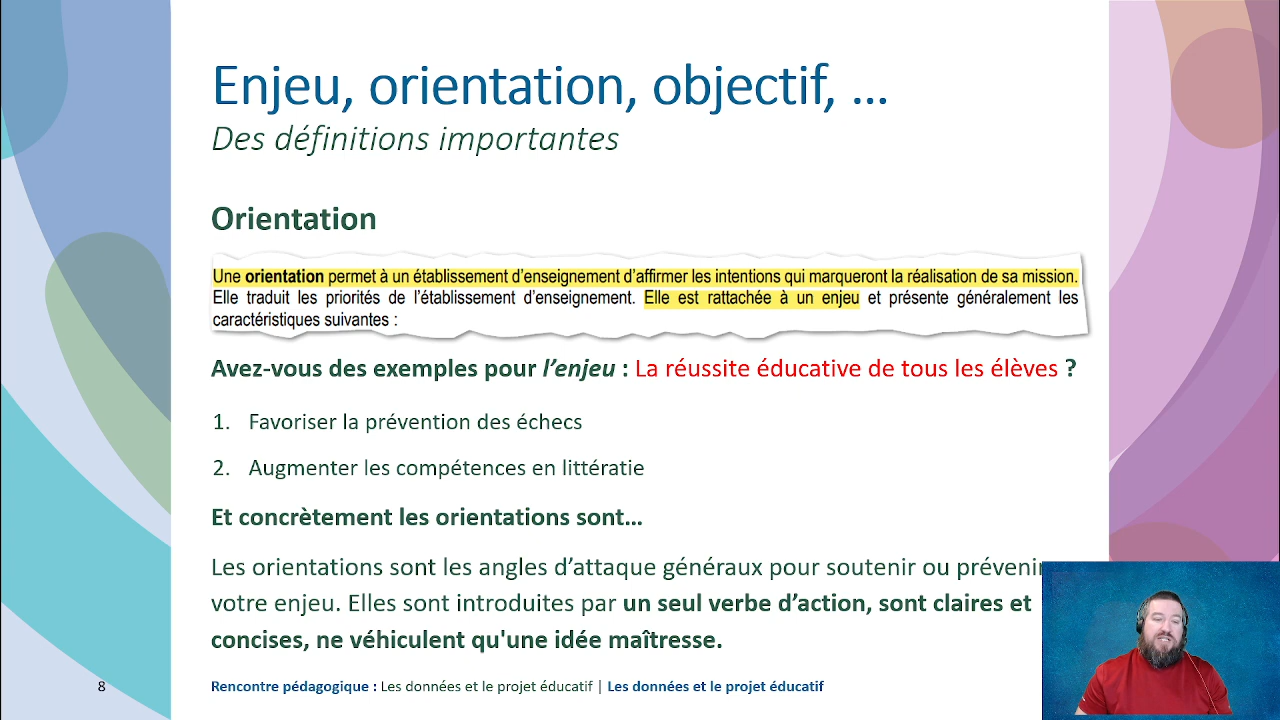 Enjeu, orientation, objectif, …
Des définitions importantes
Orientation
Une orientation permet à un établissement d’enseignement d’affirmer les intentions qui marqueront la réalisation de sa mission.
Elle traduit les priorités de l’établissement d’enseignement. Elle est rattachée à un enjeu et présente généralement les
caractéristiques suivantes :
Avez-vous des exemples pour l’enjeu : La réussite éducative de tous les élèves ?
1. Favoriser la prévention des échecs
2. Augmenter les compétences en littératie
Et concrètement les orientations sont…
Les orientations sont les angles d’attaque généraux pour soutenir ou prévenir
votre enjeu. Elles sont introduites par un seul verbe d’action, sont claires et
concises, ne véhiculent qu'une idée maîtresse.
8 Rencontre pédagogique : Les données et le projet éducatif | Les données et le projet éducatif